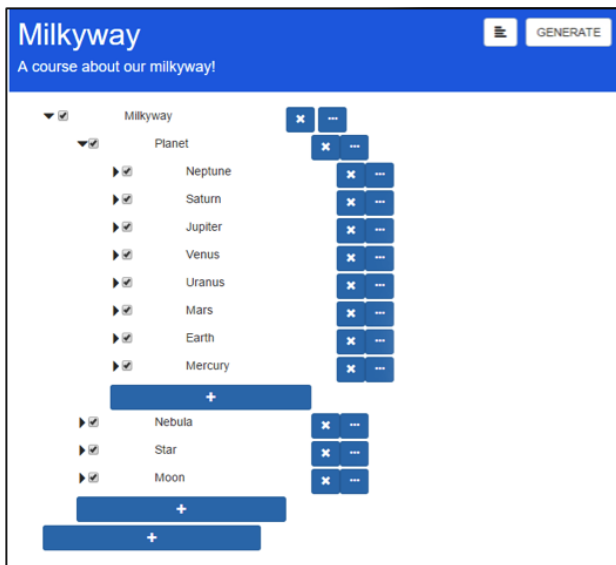 Milkyway
GENERATE
A course about our milkyway!
Milkyway
Planet
Neptune
Saturn
Jupiter
Venus
Uranus
Mars
Earth
Mercury
+
Nebula
Star
Moon
+
+